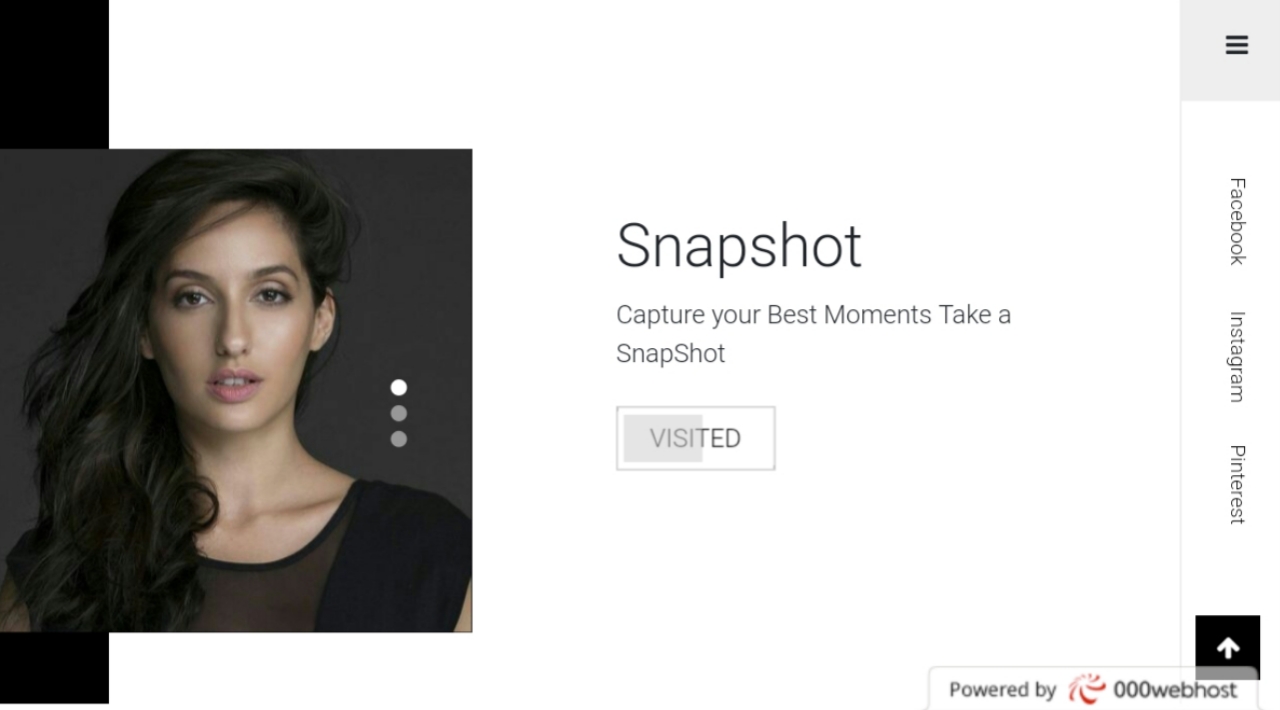 Snapshot
Capture your Best Moments Take a
SnapShot
VISITED
Facebook
Instagram
Pinterest
Powered by 000webhost